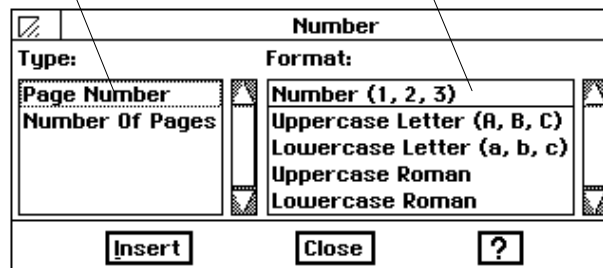 Number
Type:
Format:
Page Number
Number Of Pages
Number (1, 2, 3)
Uppercase Letter (A, B, C)
Lowercase Letter (a, b, c)
Uppercase Roman
Lowercase Roman
Insert
Close
?